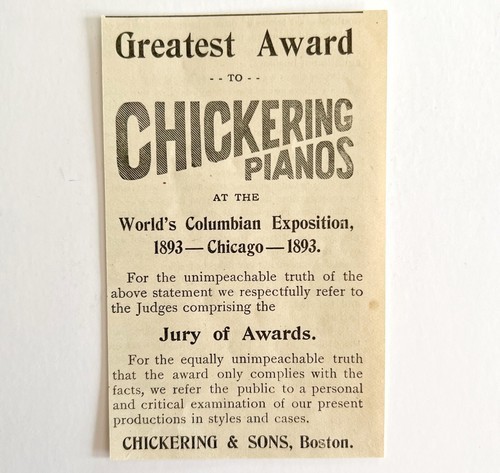 Greatest Award
-- TO --
CHICKERING
PIANOS
AT THE
World's Columbian Exposition,
1893—Chicago—1893.
For the unimpeachable truth of the
above statement we respectfully refer to
the Judges comprising the
Jury of Awards.
For the equally unimpeachable truth
that the award only complies with the
facts, we refer the public to a personal
and critical examination of our present
productions in styles and cases.
CHICKERING & SONS, Boston.